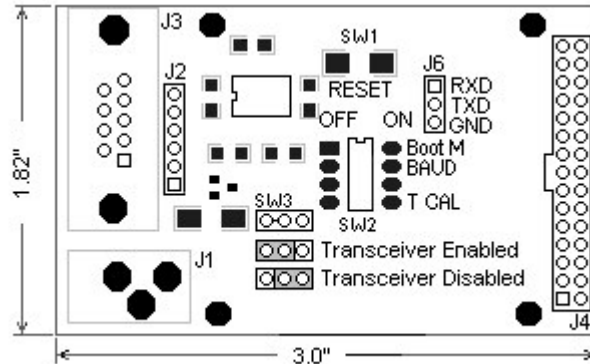 J3
SW1
J2
J6
RESET
RXD
TXD
GND
OFF ON
Boot M
BAUD
T CAL
SW3
SW2
Transceiver Enabled
Transceiver Disabled
J1
J4
1.82"
3.0"